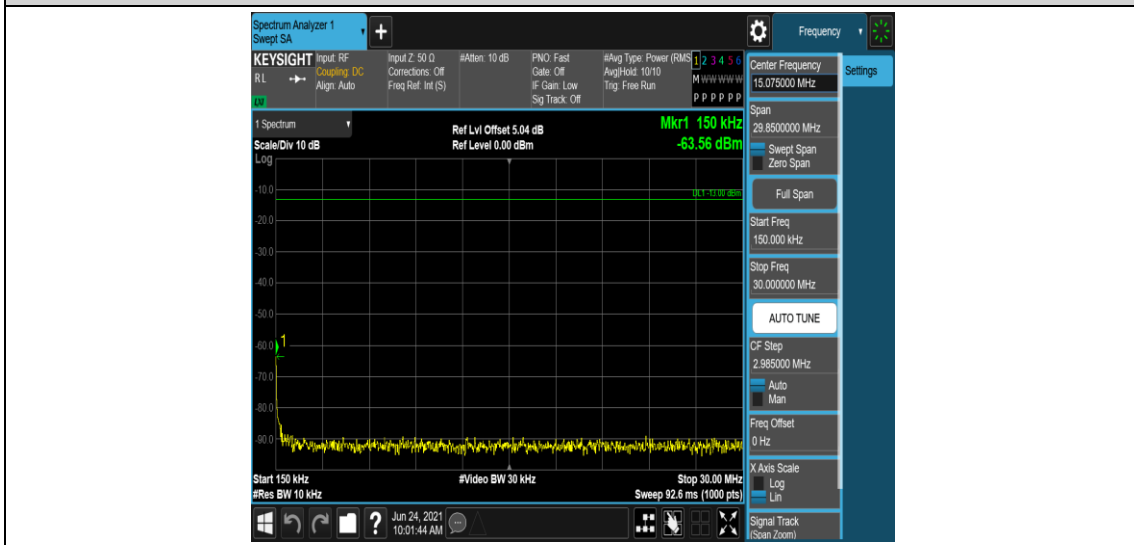 Spectrum Analyzer 1
Swept SA
+
Frequency
KEYSIGHT
RL
Input: RF
Coupling: DC
Align: Auto
Input Z: 50 Ω
Corrections: Off
Freq Ref: Int (S)
#Atten: 10 dB
PNO: Fast
Gate: Off
IF Gain: Low
Sig Track: Off
#Avg Type: Power (RMS
Avg|Hold: 10/10
Trig: Free Run
1 2 3 4 5 6
M W W W W W
P P P P P P
1 Spectrum
Scale/Div 10 dB
Ref Lvl Offset 5.04 dB
Ref Level 0.00 dBm
Mkr1 150 kHz
-63.56 dBm
Log
DL1 -13.00 dBm
-10.0
-20.0
-30.0
-40.0
-50.0
-60.0
1
-70.0
-80.0
-90.0
Start 150 kHz
#Res BW 10 kHz
#Video BW 30 kHz
Stop 30.00 MHz
Sweep 92.6 ms (1000 pts)
?
Jun 24, 2021
10:01:44 AM
Center Frequency
15.075000 MHz
Settings
Span
29.8500000 MHz
Swept Span
Zero Span
Full Span
Start Freq
150.000 kHz
Stop Freq
30.000000 MHz
AUTO TUNE
CF Step
2.985000 MHz
Auto
Man
Freq Offset
0 Hz
X Axis Scale
Log
Lin
Signal Track
(Span Zoom)